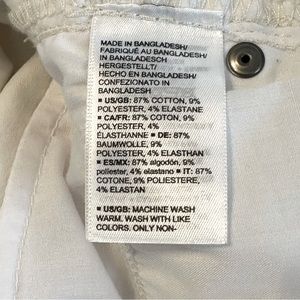 MADE IN BANGLADESH/
FABRIQUÉ AU BANGLADESH/
IN BANGLADESH
HERGESTELLT/
HECHO EN BANGLADESH/
CONFEZIONATO IN
BANGLADESH
• US/GB: 87% COTTON, 9%
POLYESTER, 4% ELASTANE
• CA/FR: 87% COTON, 9%
POLYESTER, 4%
ÉLASTHANNE • DE: 87%
BAUMWOLLE, 9%
POLYESTER, 4% ELASTHAN
• ES/MX: 87% algodón, 9%
poliester, 4% elastano • IT: 87%
COTONE, 9% POLIESTERE,
4% ELASTAN
• US/GB: MACHINE WASH
WARM. WASH WITH LIKE
COLORS. ONLY NON-